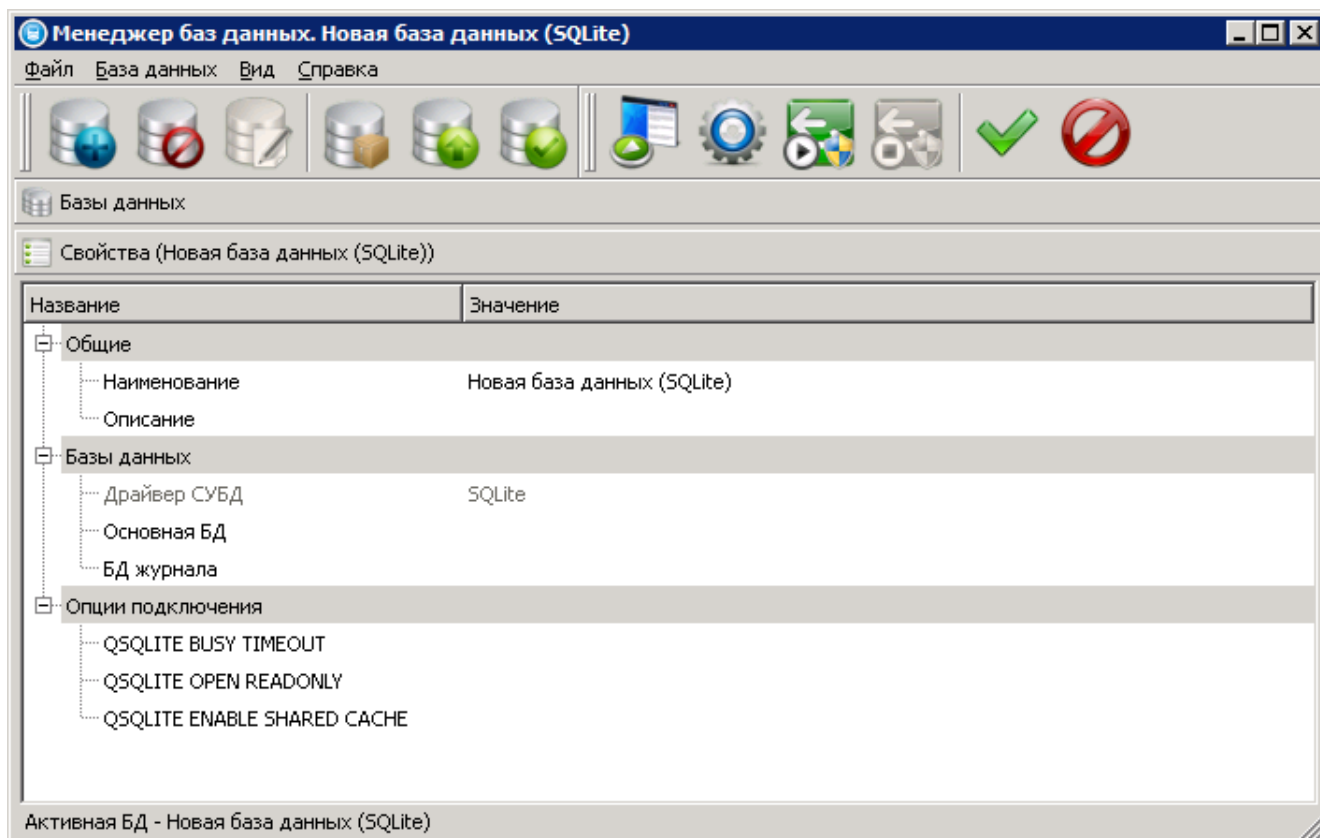 Менеджер баз данных. Новая база данных (SQLite)
Файл База данных Вид Справка
Базы данных
Свойства (Новая база данных (SQLite))
Название Значение
Общие
Наименование Новая база данных (SQLite)
Описание
Базы данных
Драйвер СУБД SQLite
Основная БД
БД журнала
Опции подключения
QSQLITE BUSY TIMEOUT
QSQLITE OPEN READONLY
QSQLITE ENABLE SHARED CACHE
Активная БД - Новая база данных (SQLite)